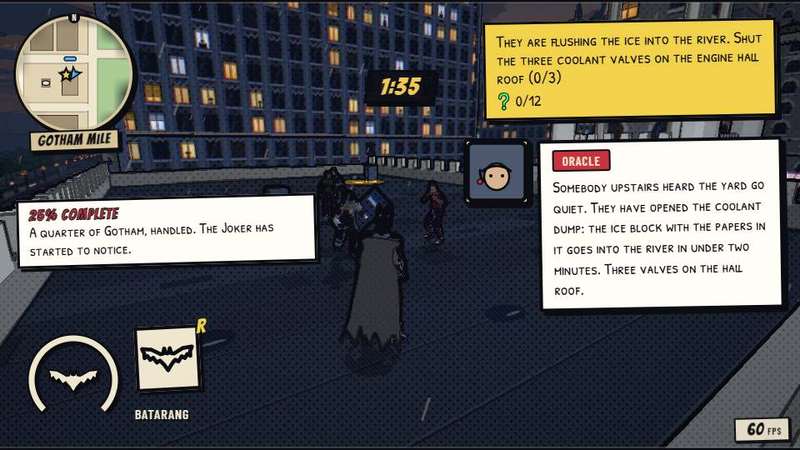 N
GOTHAM MILE
1:35
They are flushing the ice into the river. Shut
the three coolant valves on the engine hall
roof (0/3)
? 0/12
ORACLE
Somebody upstairs heard the yard go
quiet. They have opened the coolant
dump: the ice block with the papers in
it goes into the river in under two
minutes. Three valves on the hall
roof.
25% COMPLETE
A quarter of Gotham, handled. The Joker has
started to notice.
R
BATARANG
60 FPS